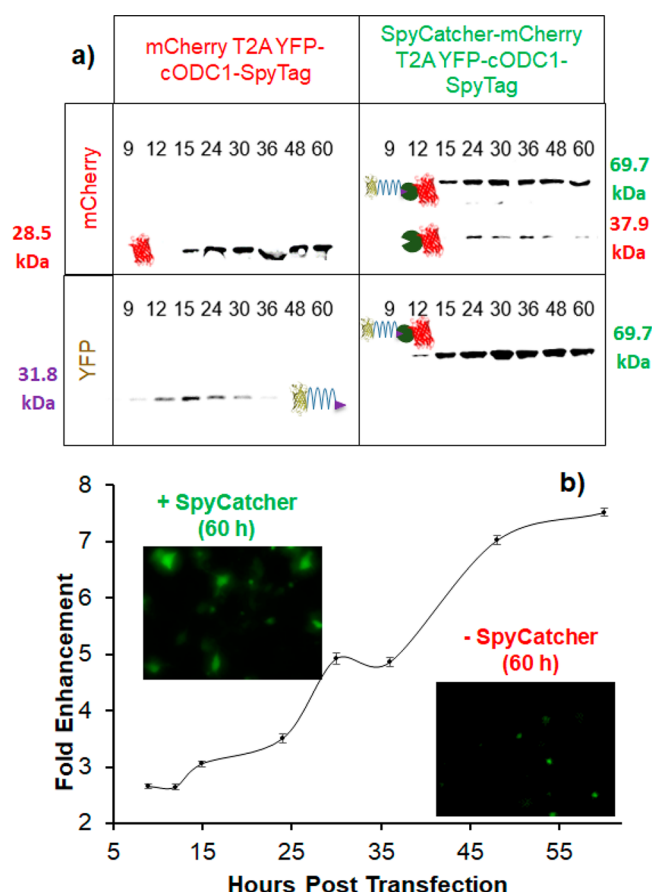 a)
mCherry T2A YFP-
cODC1-SpyTag
SpyCatcher-mCherry
T2A YFP-cODC1-
SpyTag
mCherry
9 12 15 24 30 36 48 60
28.5
kDa
9 12 15 24 30 36 48 60
69.7
kDa
37.9
kDa
YFP
9 12 15 24 30 36 48 60
31.8
kDa
9 12 15 24 30 36 48 60
69.7
kDa
b)
+ SpyCatcher
(60 h)
- SpyCatcher
(60 h)
Fold Enhancement
8
7
6
5
4
3
2
5 15 25 35 45 55
Hours Post Transfection